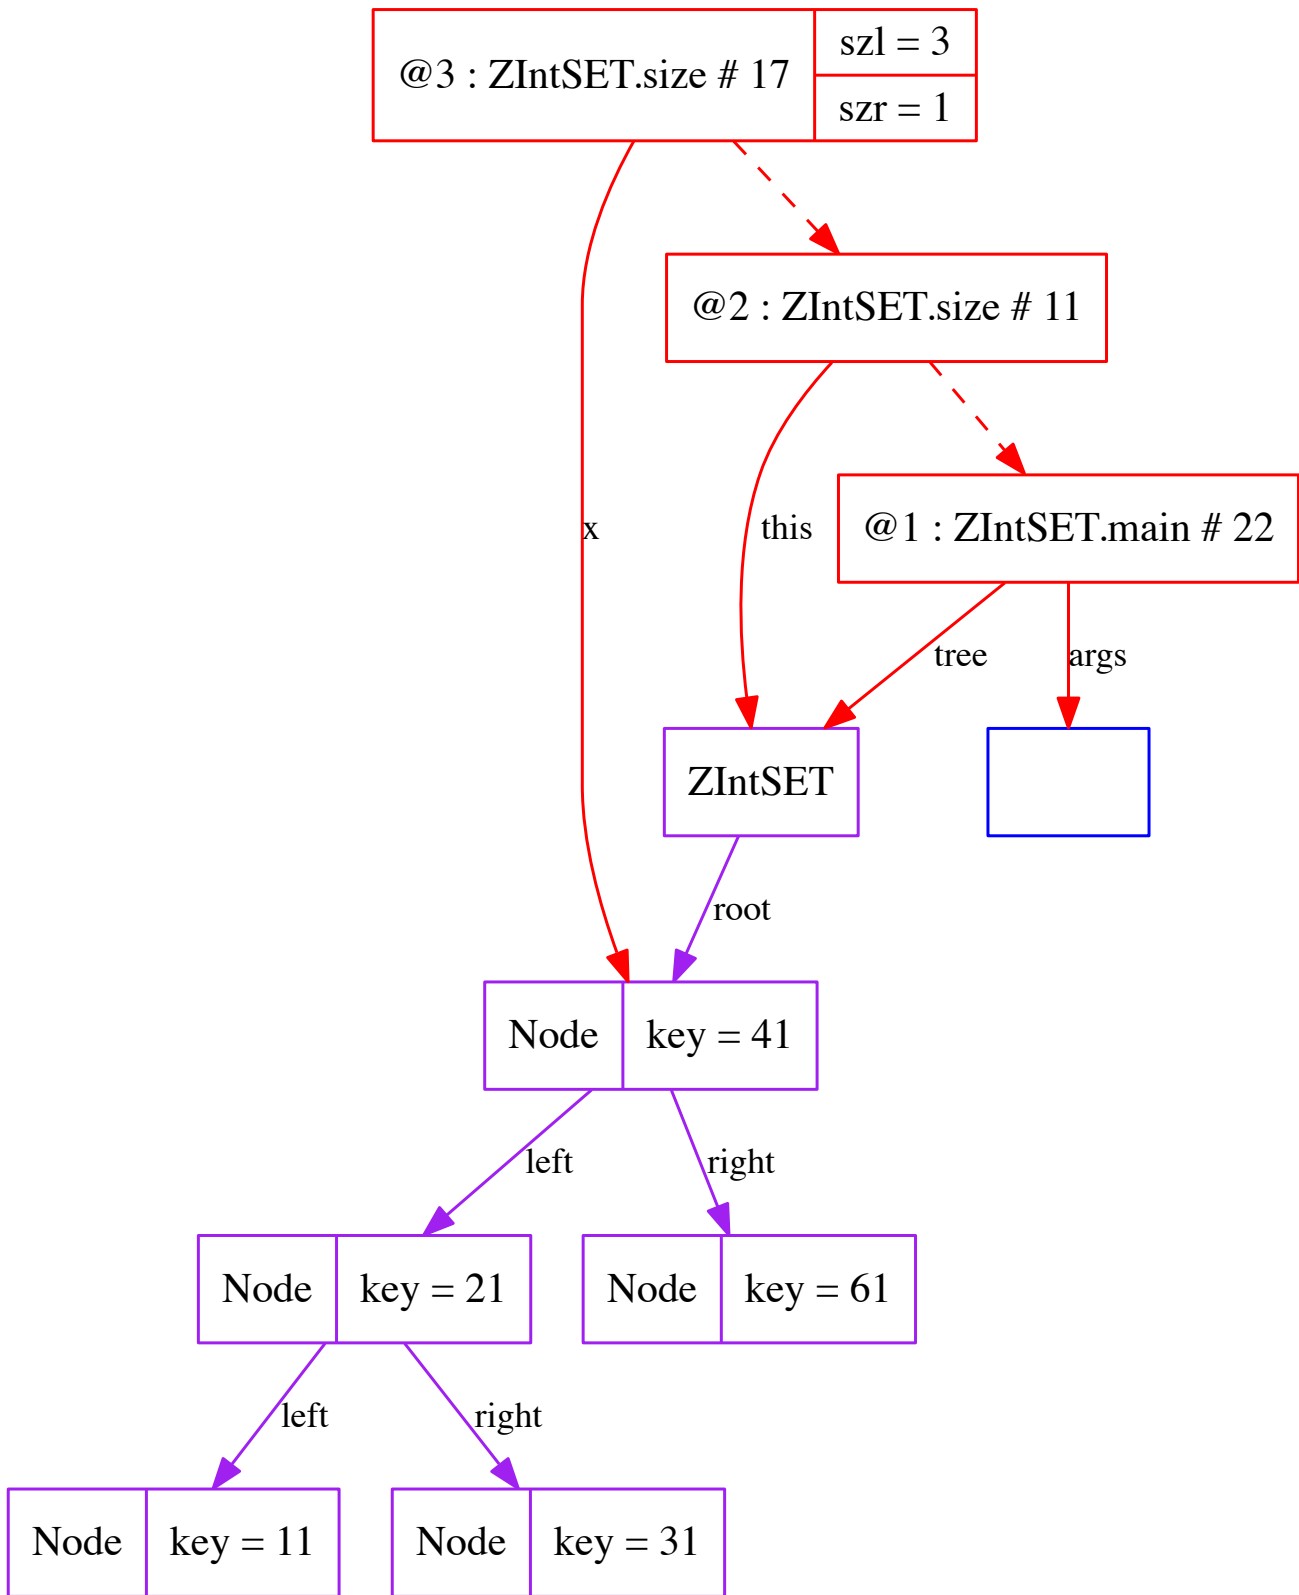 @3 : ZIntSET.size # 17
szl = 3
szr = 1
@2 : ZIntSET.size # 11
x
this
@1 : ZIntSET.main # 22
tree
args
ZIntSET
root
Node
key = 41
left
right
Node
key = 21
Node
key = 61
left
right
Node
key = 11
Node
key = 31